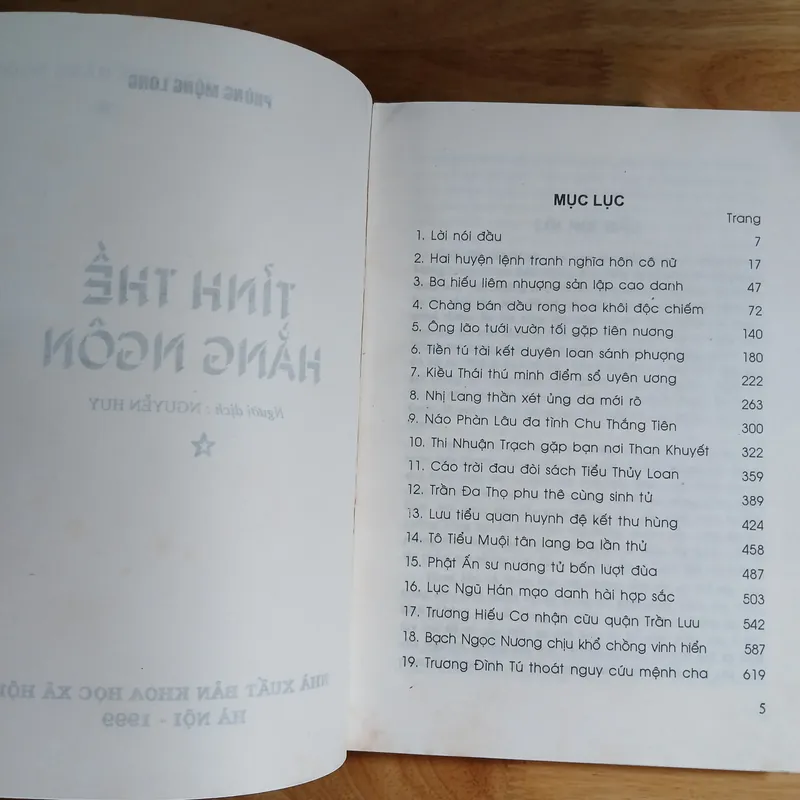 PHÙNG MỘNG LONG
TỈNH THẾ
HẰNG NGÔN
Người dịch: NGUYỄN HUY
NHÀ XUẤT BẢN KHOA HỌC XÃ HỘI
HÀ NỘI - 1999
MỤC LỤC
Trang
1. Lời nói đầu 7
2. Hai huyện lệnh tranh nghĩa hôn cô nữ 17
3. Ba hiếu liêm nhượng sản lập cao danh 47
4. Chàng bán dầu rong hoa khôi độc chiếm 72
5. Ông lão tưới vườn tối gặp tiên nương 140
6. Tiền tú tài kết duyên loan sánh phượng 180
7. Kiều Thái thú minh điểm sổ uyên ương 222
8. Nhị Lang thần xét ủng da mới rõ 263
9. Náo Phàn Lâu đa tình Chu Thắng Tiên 300
10. Thi Nhuận Trạch gặp bạn nơi Than Khuyết 322
11. Cáo trời đau đòi sách Tiểu Thủy Loan 359
12. Trần Đa Thọ phu thê cùng sinh tử 389
13. Lưu tiểu quan huynh đệ kết thư hùng 424
14. Tô Tiểu Muội tân lang ba lần thử 458
15. Phật Ấn sư nương tử bốn lượt đùa 487
16. Lục Ngũ Hán mạo danh hài hợp sắc 503
17. Trương Hiếu Cơ nhận cữu quận Trần Lưu 542
18. Bạch Ngọc Nương chịu khổ chồng vinh hiển 587
19. Trương Đình Tú thoát nguy cứu mệnh cha 619
5